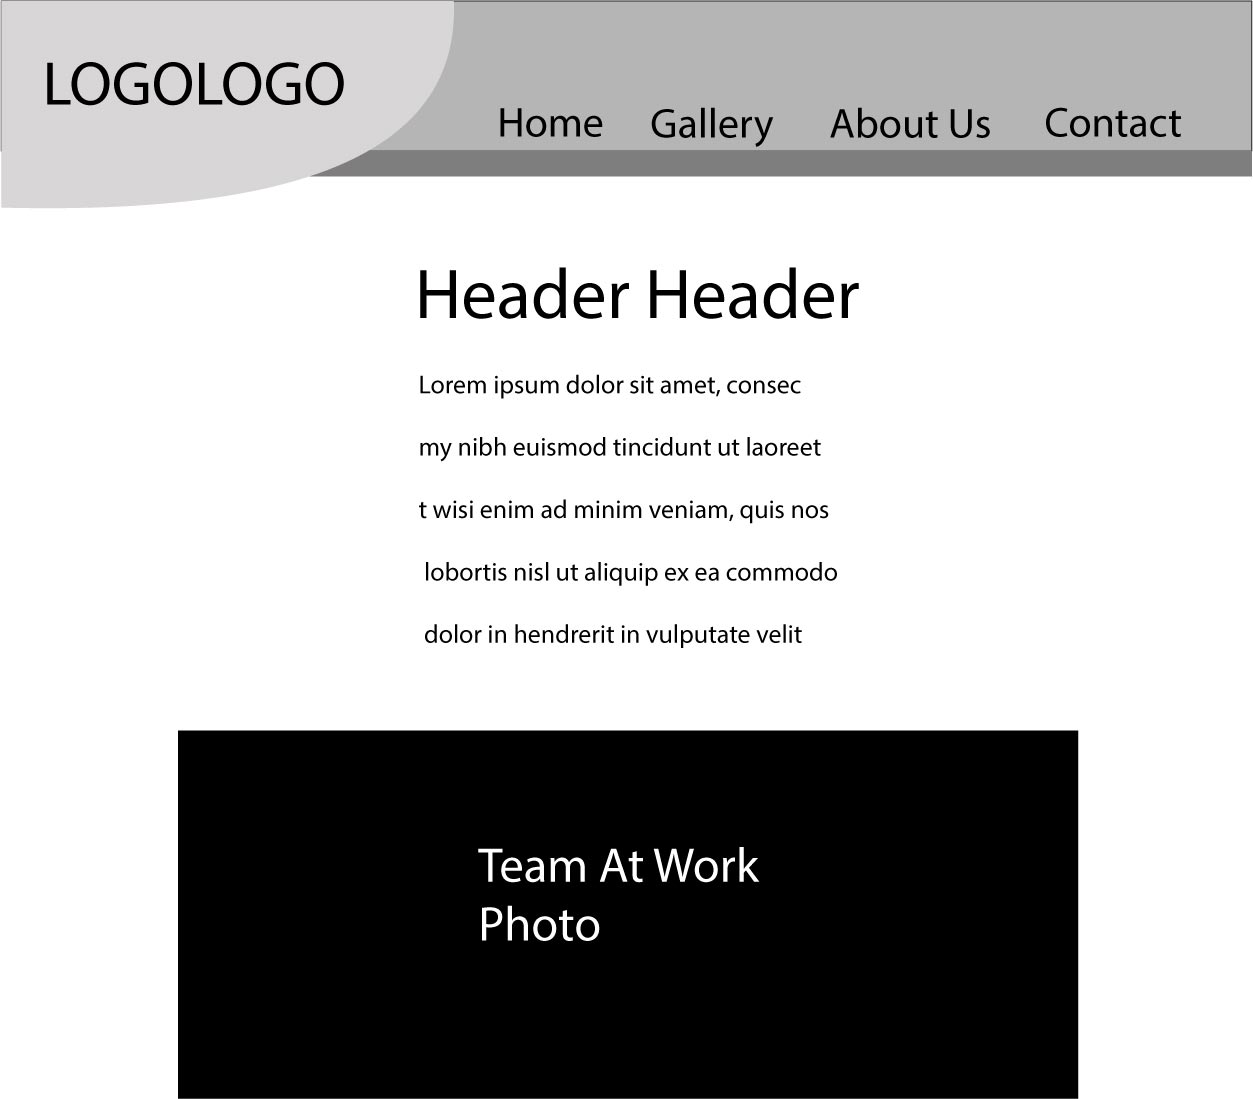 LOGOLOGO
Home Gallery About Us Contact
Header Header
Lorem ipsum dolor sit amet, consec
my nibh euismod tincidunt ut laoreet
t wisi enim ad minim veniam, quis nos
lobortis nisl ut aliquip ex ea commodo
dolor in hendrerit in vulputate velit
Team At Work
Photo